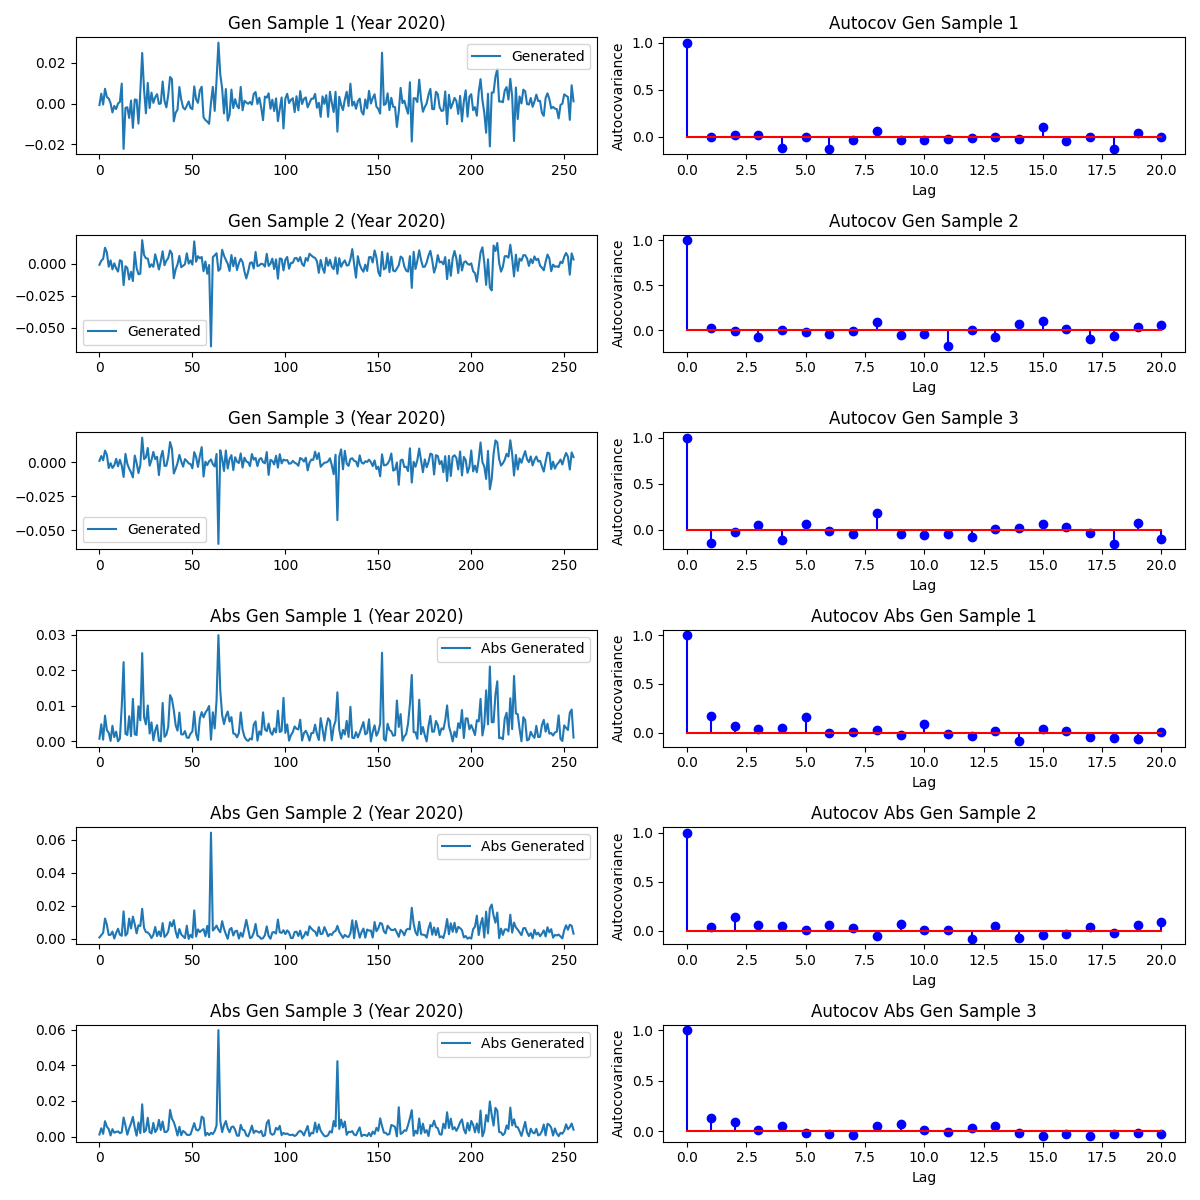 Gen Sample 1 (Year 2020)
Autocov Gen Sample 1
Generated
0.02
0.00
−0.02
0 50 100 150 200 250
Autocovariance
1.0
0.5
0.0
0.0 2.5 5.0 7.5 10.0 12.5 15.0 17.5 20.0
Lag
Gen Sample 2 (Year 2020)
Autocov Gen Sample 2
Generated
0.000
−0.025
−0.050
0 50 100 150 200 250
Autocovariance
1.0
0.5
0.0
0.0 2.5 5.0 7.5 10.0 12.5 15.0 17.5 20.0
Lag
Gen Sample 3 (Year 2020)
Autocov Gen Sample 3
Generated
0.000
−0.025
−0.050
0 50 100 150 200 250
Autocovariance
1.0
0.5
0.0
0.0 2.5 5.0 7.5 10.0 12.5 15.0 17.5 20.0
Lag
Abs Gen Sample 1 (Year 2020)
Autocov Abs Gen Sample 1
Abs Generated
0.03
0.02
0.01
0.00
0 50 100 150 200 250
Autocovariance
1.0
0.5
0.0
0.0 2.5 5.0 7.5 10.0 12.5 15.0 17.5 20.0
Lag
Abs Gen Sample 2 (Year 2020)
Autocov Abs Gen Sample 2
Abs Generated
0.06
0.04
0.02
0.00
0 50 100 150 200 250
Autocovariance
1.0
0.5
0.0
0.0 2.5 5.0 7.5 10.0 12.5 15.0 17.5 20.0
Lag
Abs Gen Sample 3 (Year 2020)
Autocov Abs Gen Sample 3
Abs Generated
0.06
0.04
0.02
0.00
0 50 100 150 200 250
Autocovariance
1.0
0.5
0.0
0.0 2.5 5.0 7.5 10.0 12.5 15.0 17.5 20.0
Lag